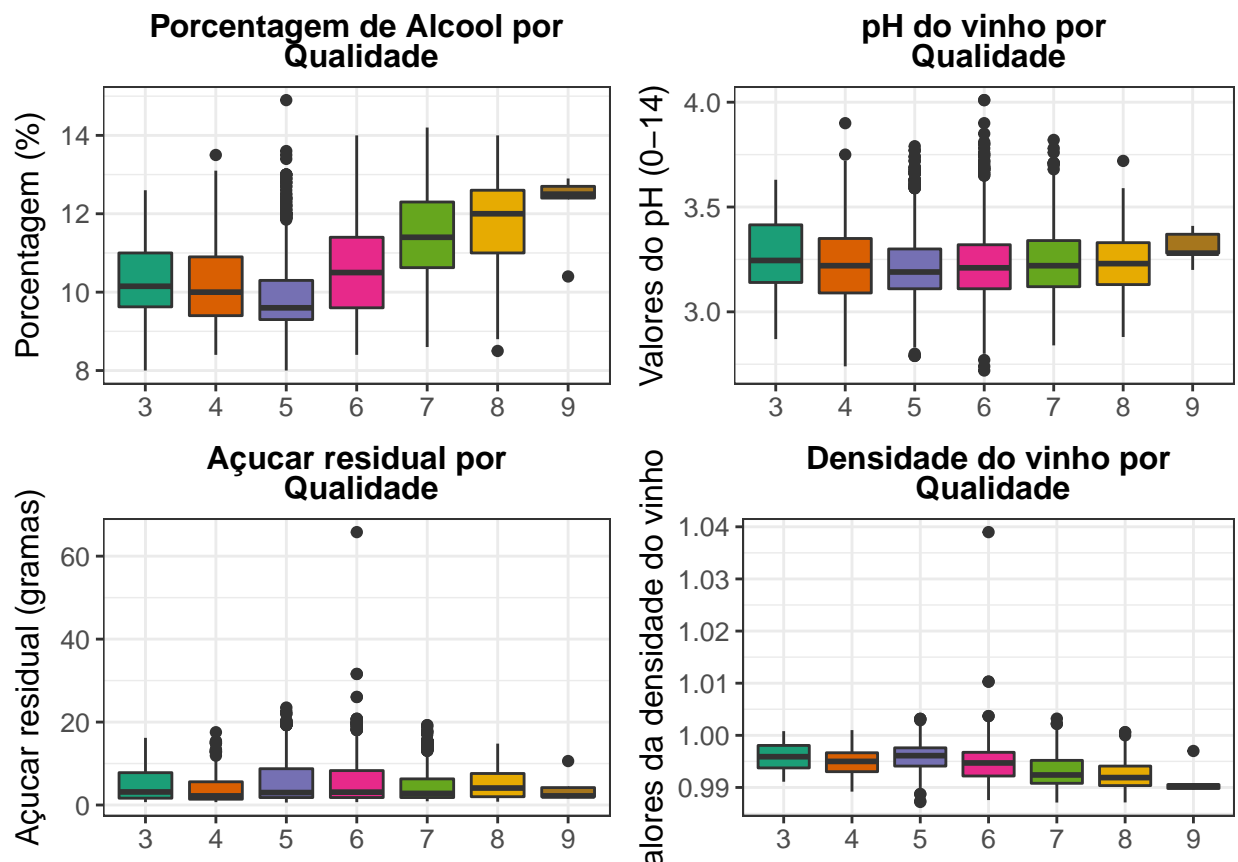 Porcentagem de Alcool por
Qualidade
Porcentagem (%)
14
12
10
8
3 4 5 6 7 8 9
pH do vinho por
Qualidade
Valores do pH (0−14)
4.0
3.5
3.0
3 4 5 6 7 8 9
Açucar residual por
Qualidade
Açucar residual (gramas)
60
40
20
0
3 4 5 6 7 8 9
Densidade do vinho por
Qualidade
alores da densidade do vinho
1.04
1.03
1.02
1.01
1.00
0.99
3 4 5 6 7 8 9